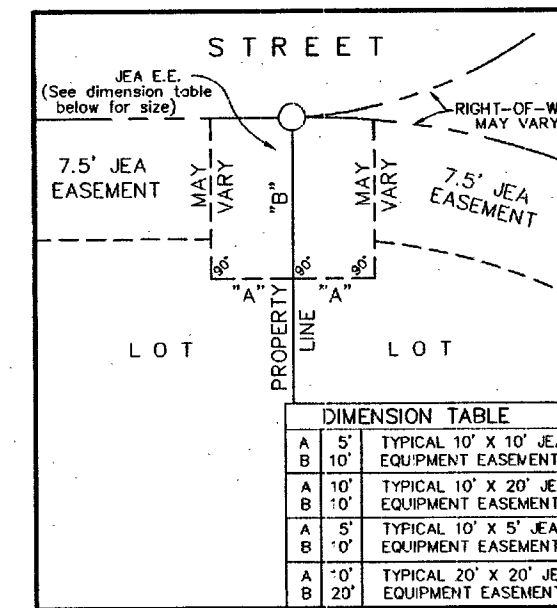 STREET
JEA E.E.
(See dimension table
below for size)
RIGHT-OF-W
MAY VARY
7.5' JEA
EASEMENT
MAY
VARY
"B"
MAY
VARY
7.5' JEA
EASEMENT
90°
90°
90°
"A"
"A"
PROPERTY
LINE
LOT
LOT
DIMENSION TABLE
A 5' TYPICAL 10' X 10' JEA
B 10' EQUIPMENT EASEMENT
A 10' TYPICAL 10' X 20' JE
B 10' EQUIPMENT EASEMENT
A 5' TYPICAL 10' X 5' JEA
B 10' EQUIPMENT EASEMENT
A 10' TYPICAL 20' X 20' JE
B 20' EQUIPMENT EASEMENT